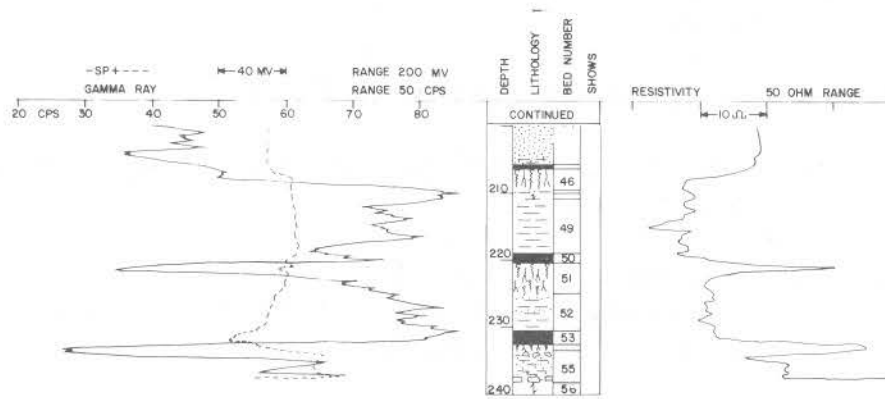 -SP+---- 40 MV RANGE 200 MV
GAMMA RAY RANGE 50 CPS
20 CPS 40 50 60 70 80
DEPTH
LITHOLOGY
BED NUMBER
SHOWS
CONTINUED
46
210
49
220
50
51
52
230
53
55
240
56
RESISTIVITY 50 OHM RANGE
10 Ω